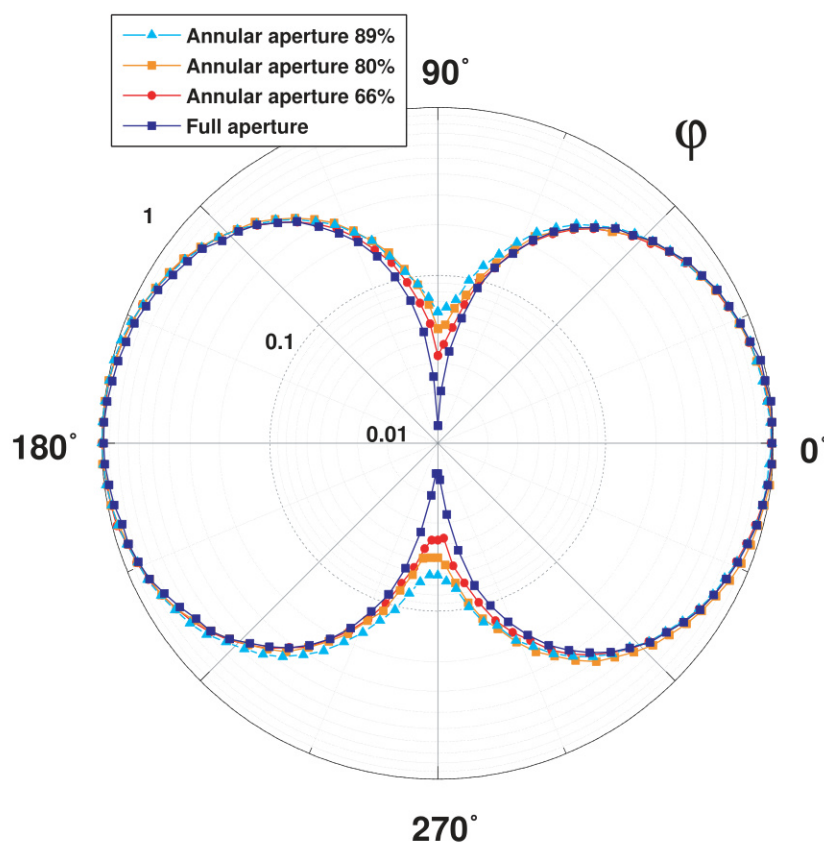 Annular aperture 89%
Annular aperture 80%
Annular aperture 66%
Full aperture
90°
φ
1
0.1
0.01
180°
0°
270°